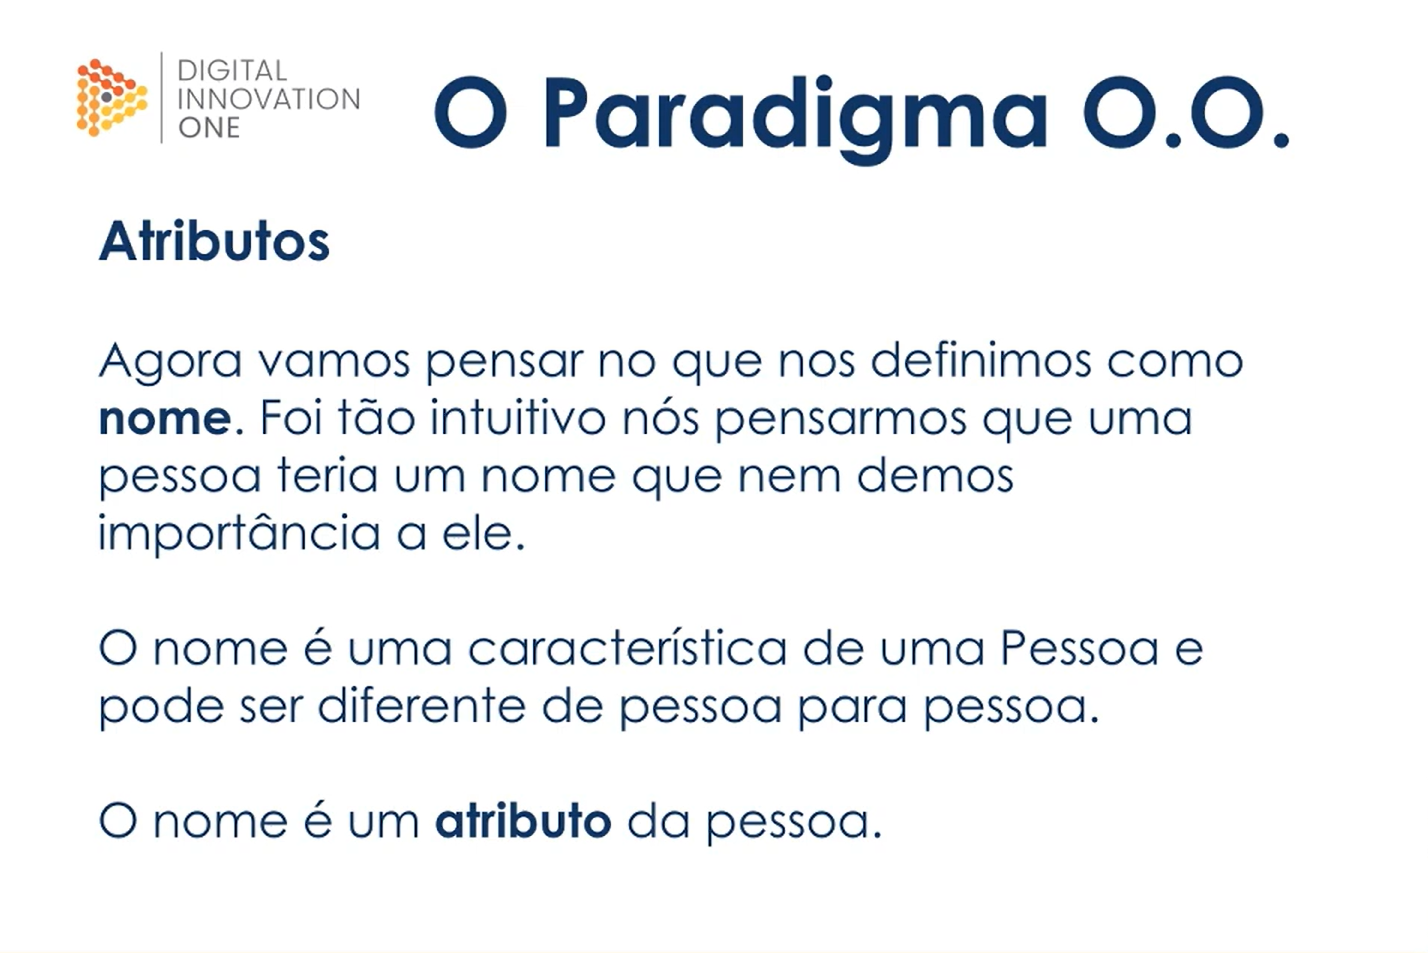 DIGITAL
INNOVATION
ONE
O Paradigma O.O.
Atributos
Agora vamos pensar no que nos definimos como
nome. Foi tão intuitivo nós pensarmos que uma
pessoa teria um nome que nem demos
importância a ele.
O nome é uma característica de uma Pessoa e
pode ser diferente de pessoa para pessoa.
O nome é um atributo da pessoa.